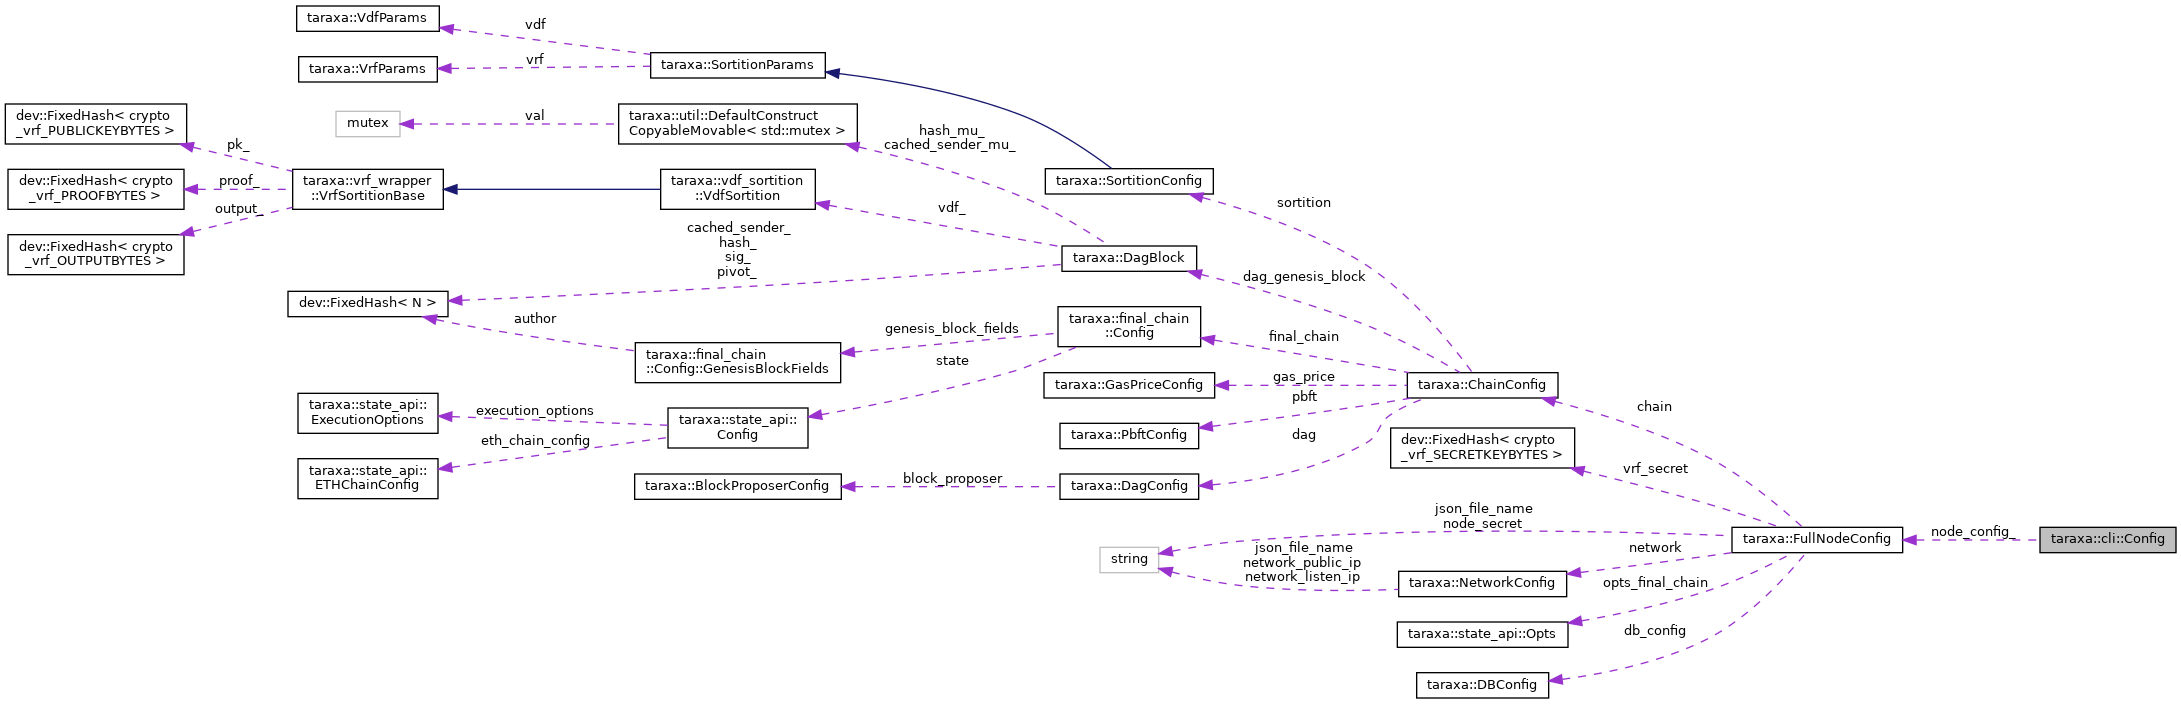 taraxa::VdfParams
vdf
taraxa::VrfParams
vrf
taraxa::SortitionParams
dev::FixedHash< crypto
_vrf_PUBLICKEYBYTES >
mutex
val
taraxa::util::DefaultConstruct
CopyableMovable< std::mutex >
hash_mu_
cached_sender_mu_
pk_
dev::FixedHash< crypto
_vrf_PROOFBYTES >
proof_
taraxa::vrf_wrapper
::VrfSortitionBase
taraxa::vdf_sortition
::VdfSortition
vdf_
taraxa::SortitionConfig
sortition
output_
dev::FixedHash< crypto
_vrf_OUTPUTBYTES >
cached_sender_
hash_
sig_
pivot_
taraxa::DagBlock
dag_genesis_block
dev::FixedHash< N >
author
taraxa::final_chain
::Config::GenesisBlockFields
genesis_block_fields
taraxa::final_chain
::Config
final_chain
state
taraxa::GasPriceConfig
gas_price
taraxa::ChainConfig
chain
pbft
taraxa::state_api::
ExecutionOptions
execution_options
taraxa::state_api::
Config
taraxa::PbftConfig
dag
eth_chain_config
taraxa::state_api::
ETHChainConfig
dev::FixedHash< crypto
_vrf_SECRETKEYBYTES >
vrf_secret
taraxa::BlockProposerConfig
block_proposer
taraxa::DagConfig
json_file_name
node_secret
taraxa::FullNodeConfig
node_config_
taraxa::cli::Config
string
json_file_name
network_public_ip
network_listen_ip
network
taraxa::NetworkConfig
opts_final_chain
taraxa::state_api::Opts
db_config
taraxa::DBConfig